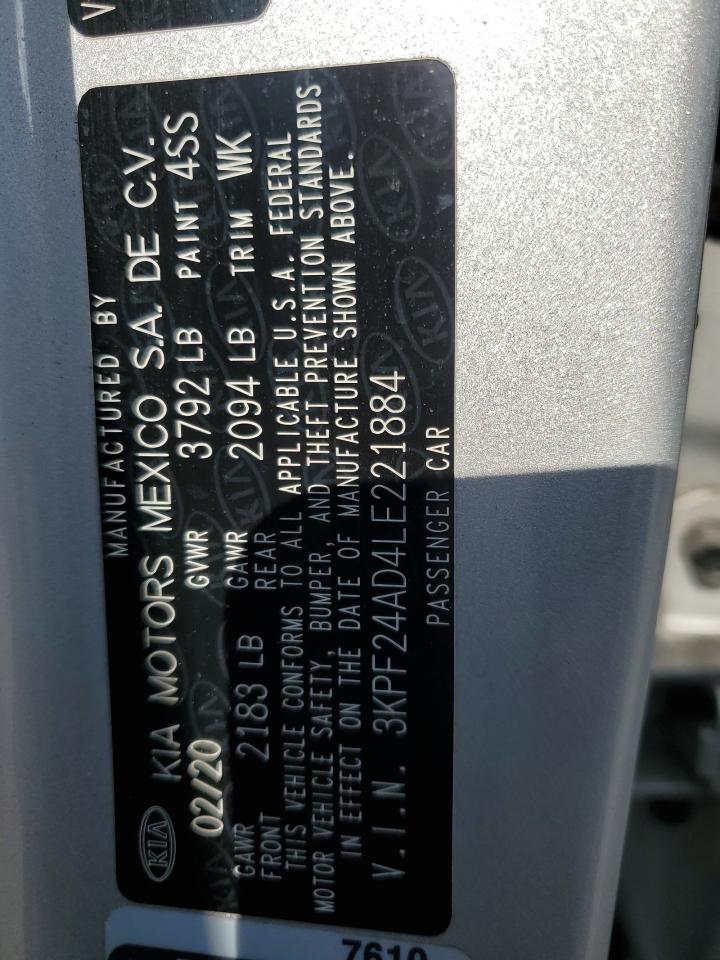 MANUFACTURED BY
KIA KIA MOTORS MEXICO S.A. DE C.V.
02/20 GVWR 3792 LB PAINT 4SS
GAWR FRONT 2183 LB GAWR REAR 2094 LB TRIM WK
THIS VEHICLE CONFORMS TO ALL APPLICABLE U.S.A. FEDERAL
MOTOR VEHICLE SAFETY, BUMPER, AND THEFT PREVENTION STANDARDS
IN EFFECT ON THE DATE OF MANUFACTURE SHOWN ABOVE.
V.I.N. 3KPF24AD4LE221884
PASSENGER CAR
7610